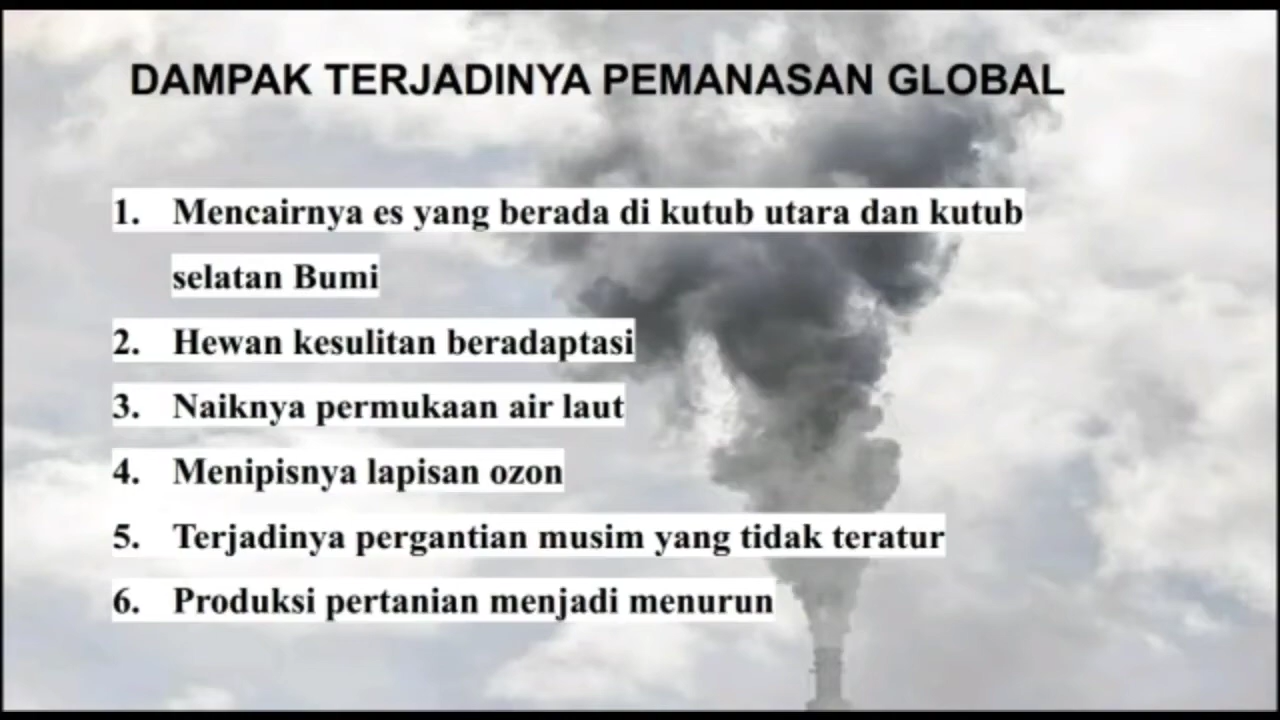 DAMPAK TERJADINYA PEMANASAN GLOBAL
1. Mencairnya es yang berada di kutub utara dan kutub
selatan Bumi
2. Hewan kesulitan beradaptasi
3. Naiknya permukaan air laut
4. Menipisnya lapisan ozon
5. Terjadinya pergantian musim yang tidak teratur
6. Produksi pertanian menjadi menurun